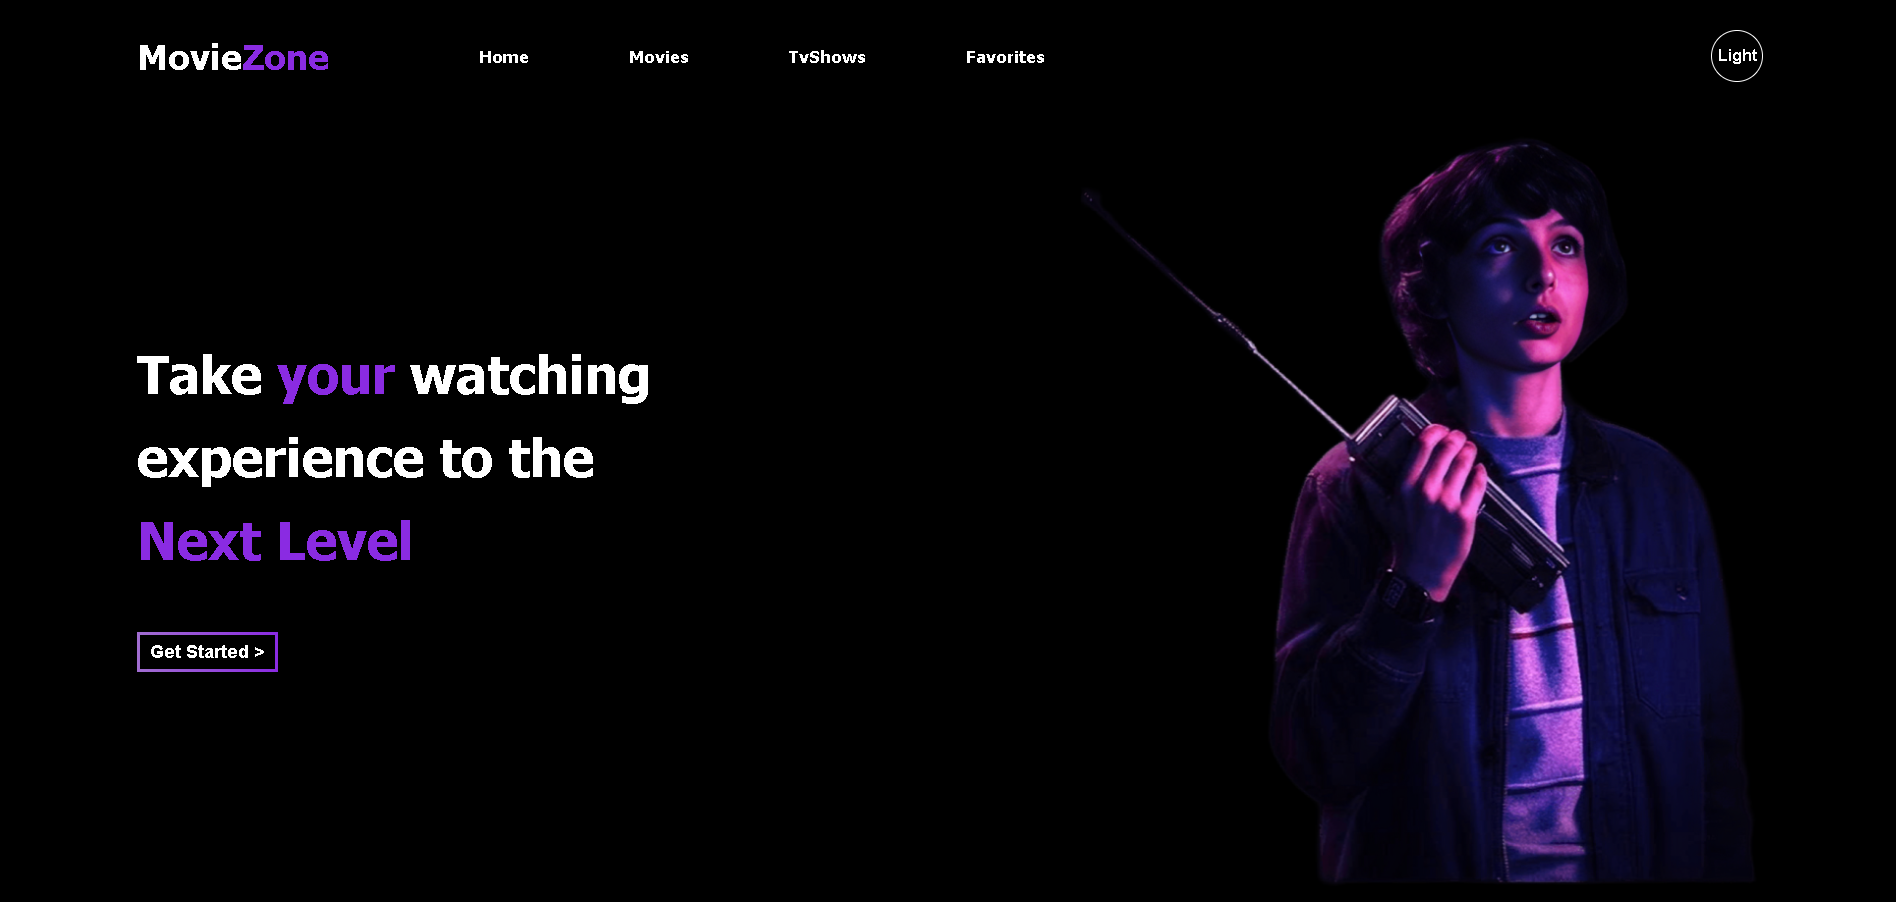 MovieZone
Home
Movies
TvShows
Favorites
Light
Take your watching
experience to the
Next Level
Get Started >